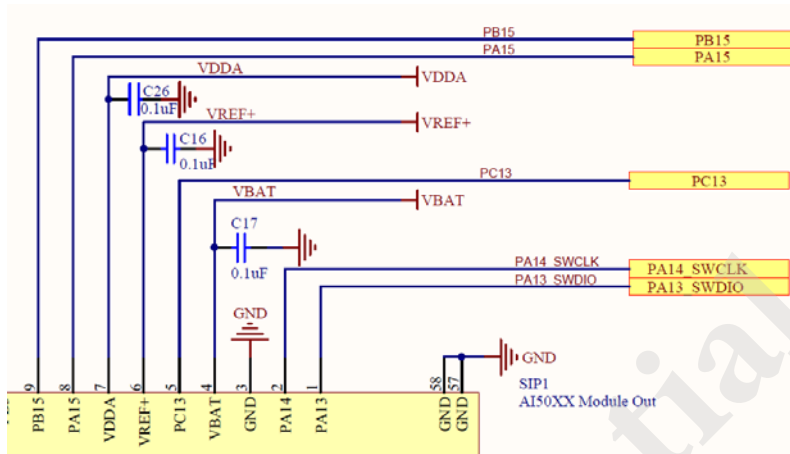 PB15
PB15
PA15
PA15
VDDA
VDDA
C26
0.1uF
VREF+
VREF+
C16
0.1uF
PC13
PC13
VBAT
VBAT
C17
0.1uF
PA14_SWCLK
PA14_SWCLK
PA13_SWDIO
PA13_SWDIO
GND
GND
SIP1
AI50XX Module Out
9 8 7 6 5 4 3 2 1 58 57
PB15 PA15 VDDA VREF+ PC13 VBAT GND PA14 PA13 GND GND
tial